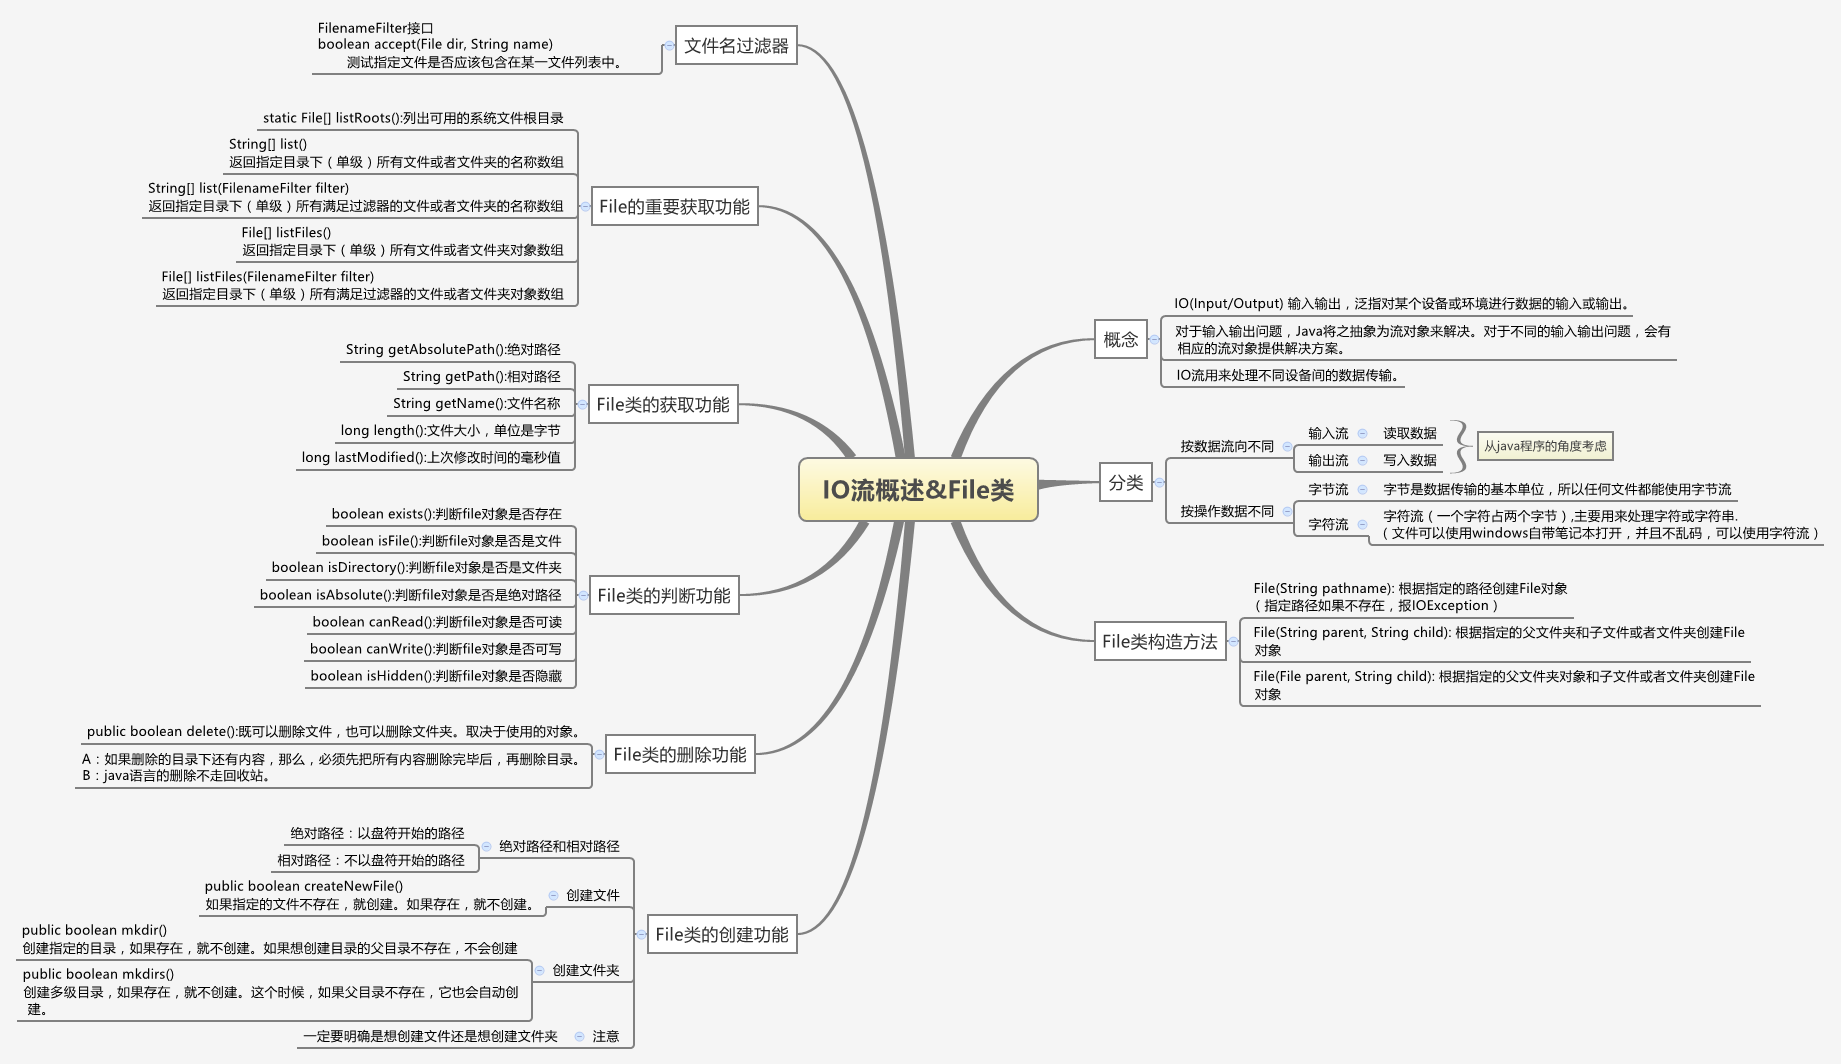 IO流概述&File类
概念
IO(Input/Output) 输入输出，泛指对某个设备或环境进行数据的输入或输出。
对于输入输出问题，Java将之抽象为流对象来解决。对于不同的输入输出问题，会有
相应的流对象提供解决方案。
IO流用来处理不同设备间的数据传输。
分类
按数据流向不同
输入流
读取数据
输出流
写入数据
从java程序的角度考虑
按操作数据不同
字节流
字节是数据传输的基本单位，所以任何文件都能使用字节流
字符流
字符流（一个字符占两个字节）,主要用来处理字符或字符串.
（文件可以使用windows自带笔记本打开，并且不乱码，可以使用字符流）
File类构造方法
File(String pathname): 根据指定的路径创建File对象
（指定路径如果不存在，报IOException）
File(String parent, String child): 根据指定的父文件夹和子文件或者文件夹创建File
对象
File(File parent, String child): 根据指定的父文件夹对象和子文件或者文件夹创建File
对象
文件名过滤器
FilenameFilter接口
boolean accept(File dir, String name)
测试指定文件是否应该包含在某一文件列表中。
File的重要获取功能
static File[] listRoots():列出可用的系统文件根目录
String[] list()
返回指定目录下（单级）所有文件或者文件夹的名称数组
String[] list(FilenameFilter filter)
返回指定目录下（单级）所有满足过滤器的文件或者文件夹的名称数组
File[] listFiles()
返回指定目录下（单级）所有文件或者文件夹对象数组
File[] listFiles(FilenameFilter filter)
返回指定目录下（单级）所有满足过滤器的文件或者文件夹对象数组
File类的获取功能
String getAbsolutePath():绝对路径
String getPath():相对路径
String getName():文件名称
long length():文件大小，单位是字节
long lastModified():上次修改时间的毫秒值
File类的判断功能
boolean exists():判断file对象是否存在
boolean isFile():判断file对象是否是文件
boolean isDirectory():判断file对象是否是文件夹
boolean isAbsolute():判断file对象是否是绝对路径
boolean canRead():判断file对象是否可读
boolean canWrite():判断file对象是否可写
boolean isHidden():判断file对象是否隐藏
File类的删除功能
public boolean delete():既可以删除文件，也可以删除文件夹。取决于使用的对象。
A：如果删除的目录下还有内容，那么，必须先把所有内容删除完毕后，再删除目录。
B：java语言的删除不走回收站。
File类的创建功能
绝对路径和相对路径
绝对路径：以盘符开始的路径
相对路径：不以盘符开始的路径
创建文件
public boolean createNewFile()
如果指定的文件不存在，就创建。如果存在，就不创建。
创建文件夹
public boolean mkdir()
创建指定的目录，如果存在，就不创建。如果想创建目录的父目录不存在，不会创建
public boolean mkdirs()
创建多级目录，如果存在，就不创建。这个时候，如果父目录不存在，它也会自动创
建。
注意
一定要明确是想创建文件还是想创建文件夹